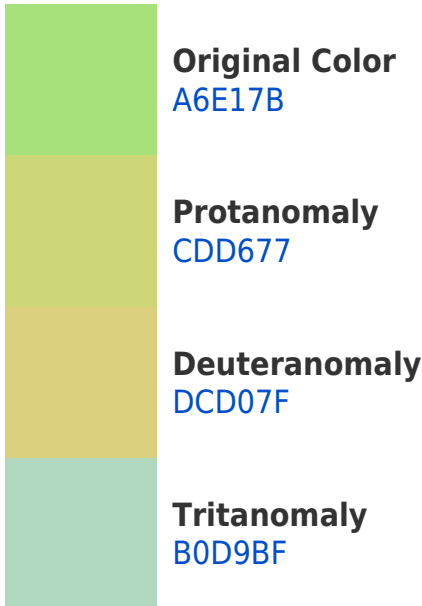 Original Color
A6E17B
Protanomaly
CDD677
Deuteranomaly
DCD07F
Tritanomaly
B0D9BF